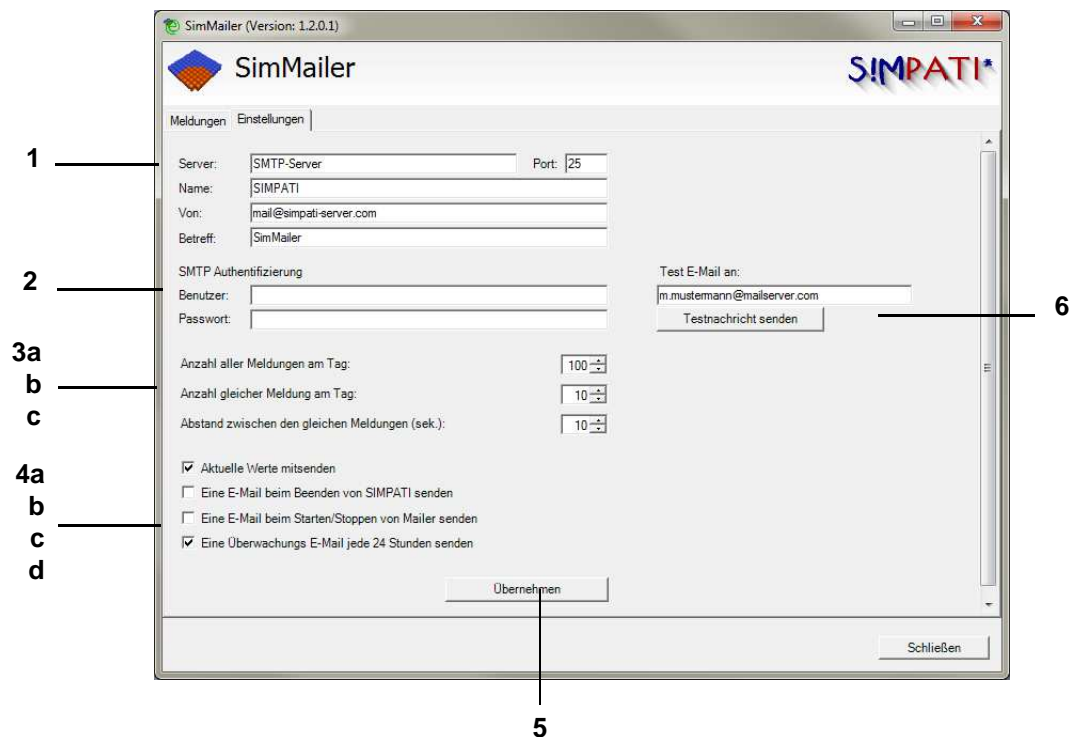 SimMailer (Version: 1.2.0.1)
SimMailer
S!MPATI*
Meldungen Einstellungen
1
Server: SMTP-Server Port: 25
Name: SIMPATI
Von: mail@simpati-server.com
Betreff: SimMailer
2
SMTP Authentifizierung Test E-Mail an:
Benutzer: m.mustermann@mailserver.com
Passwort: Testnachricht senden
6
3a
b
c
Anzahl aller Meldungen am Tag: 100
Anzahl gleicher Meldung am Tag: 10
Abstand zwischen den gleichen Meldungen (sek.): 10
4a
b
c
d
Aktuelle Werte mitsenden
Eine E-Mail beim Beenden von SIMPATI senden
Eine E-Mail beim Starten/Stoppen von Mailer senden
Eine Überwachungs E-Mail jede 24 Stunden senden
Übernehmen
Schließen
5